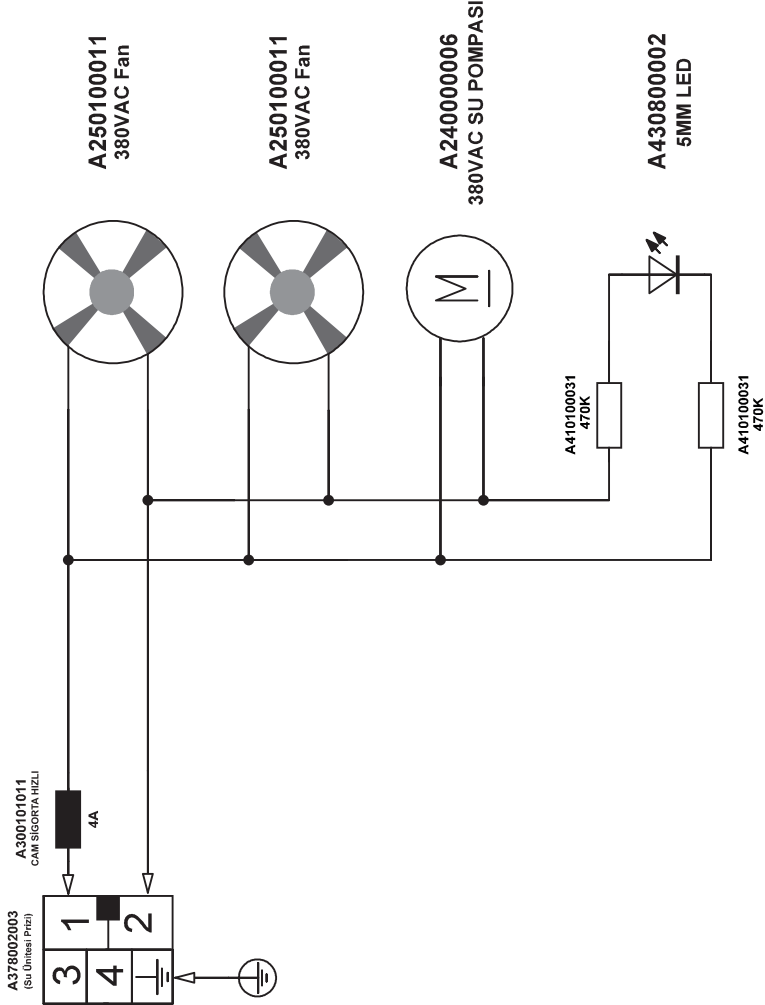 A250100011
380VAC Fan
A250100011
380VAC Fan
A240000006
380VAC SU POMPASI
A430800002
5MM LED
M
A410100031
470K
A410100031
470K
A300101011
CAM SİGORTA HIZLI
4A
A378002003
(Su Ünitesi Prizi)
1
2
3
4